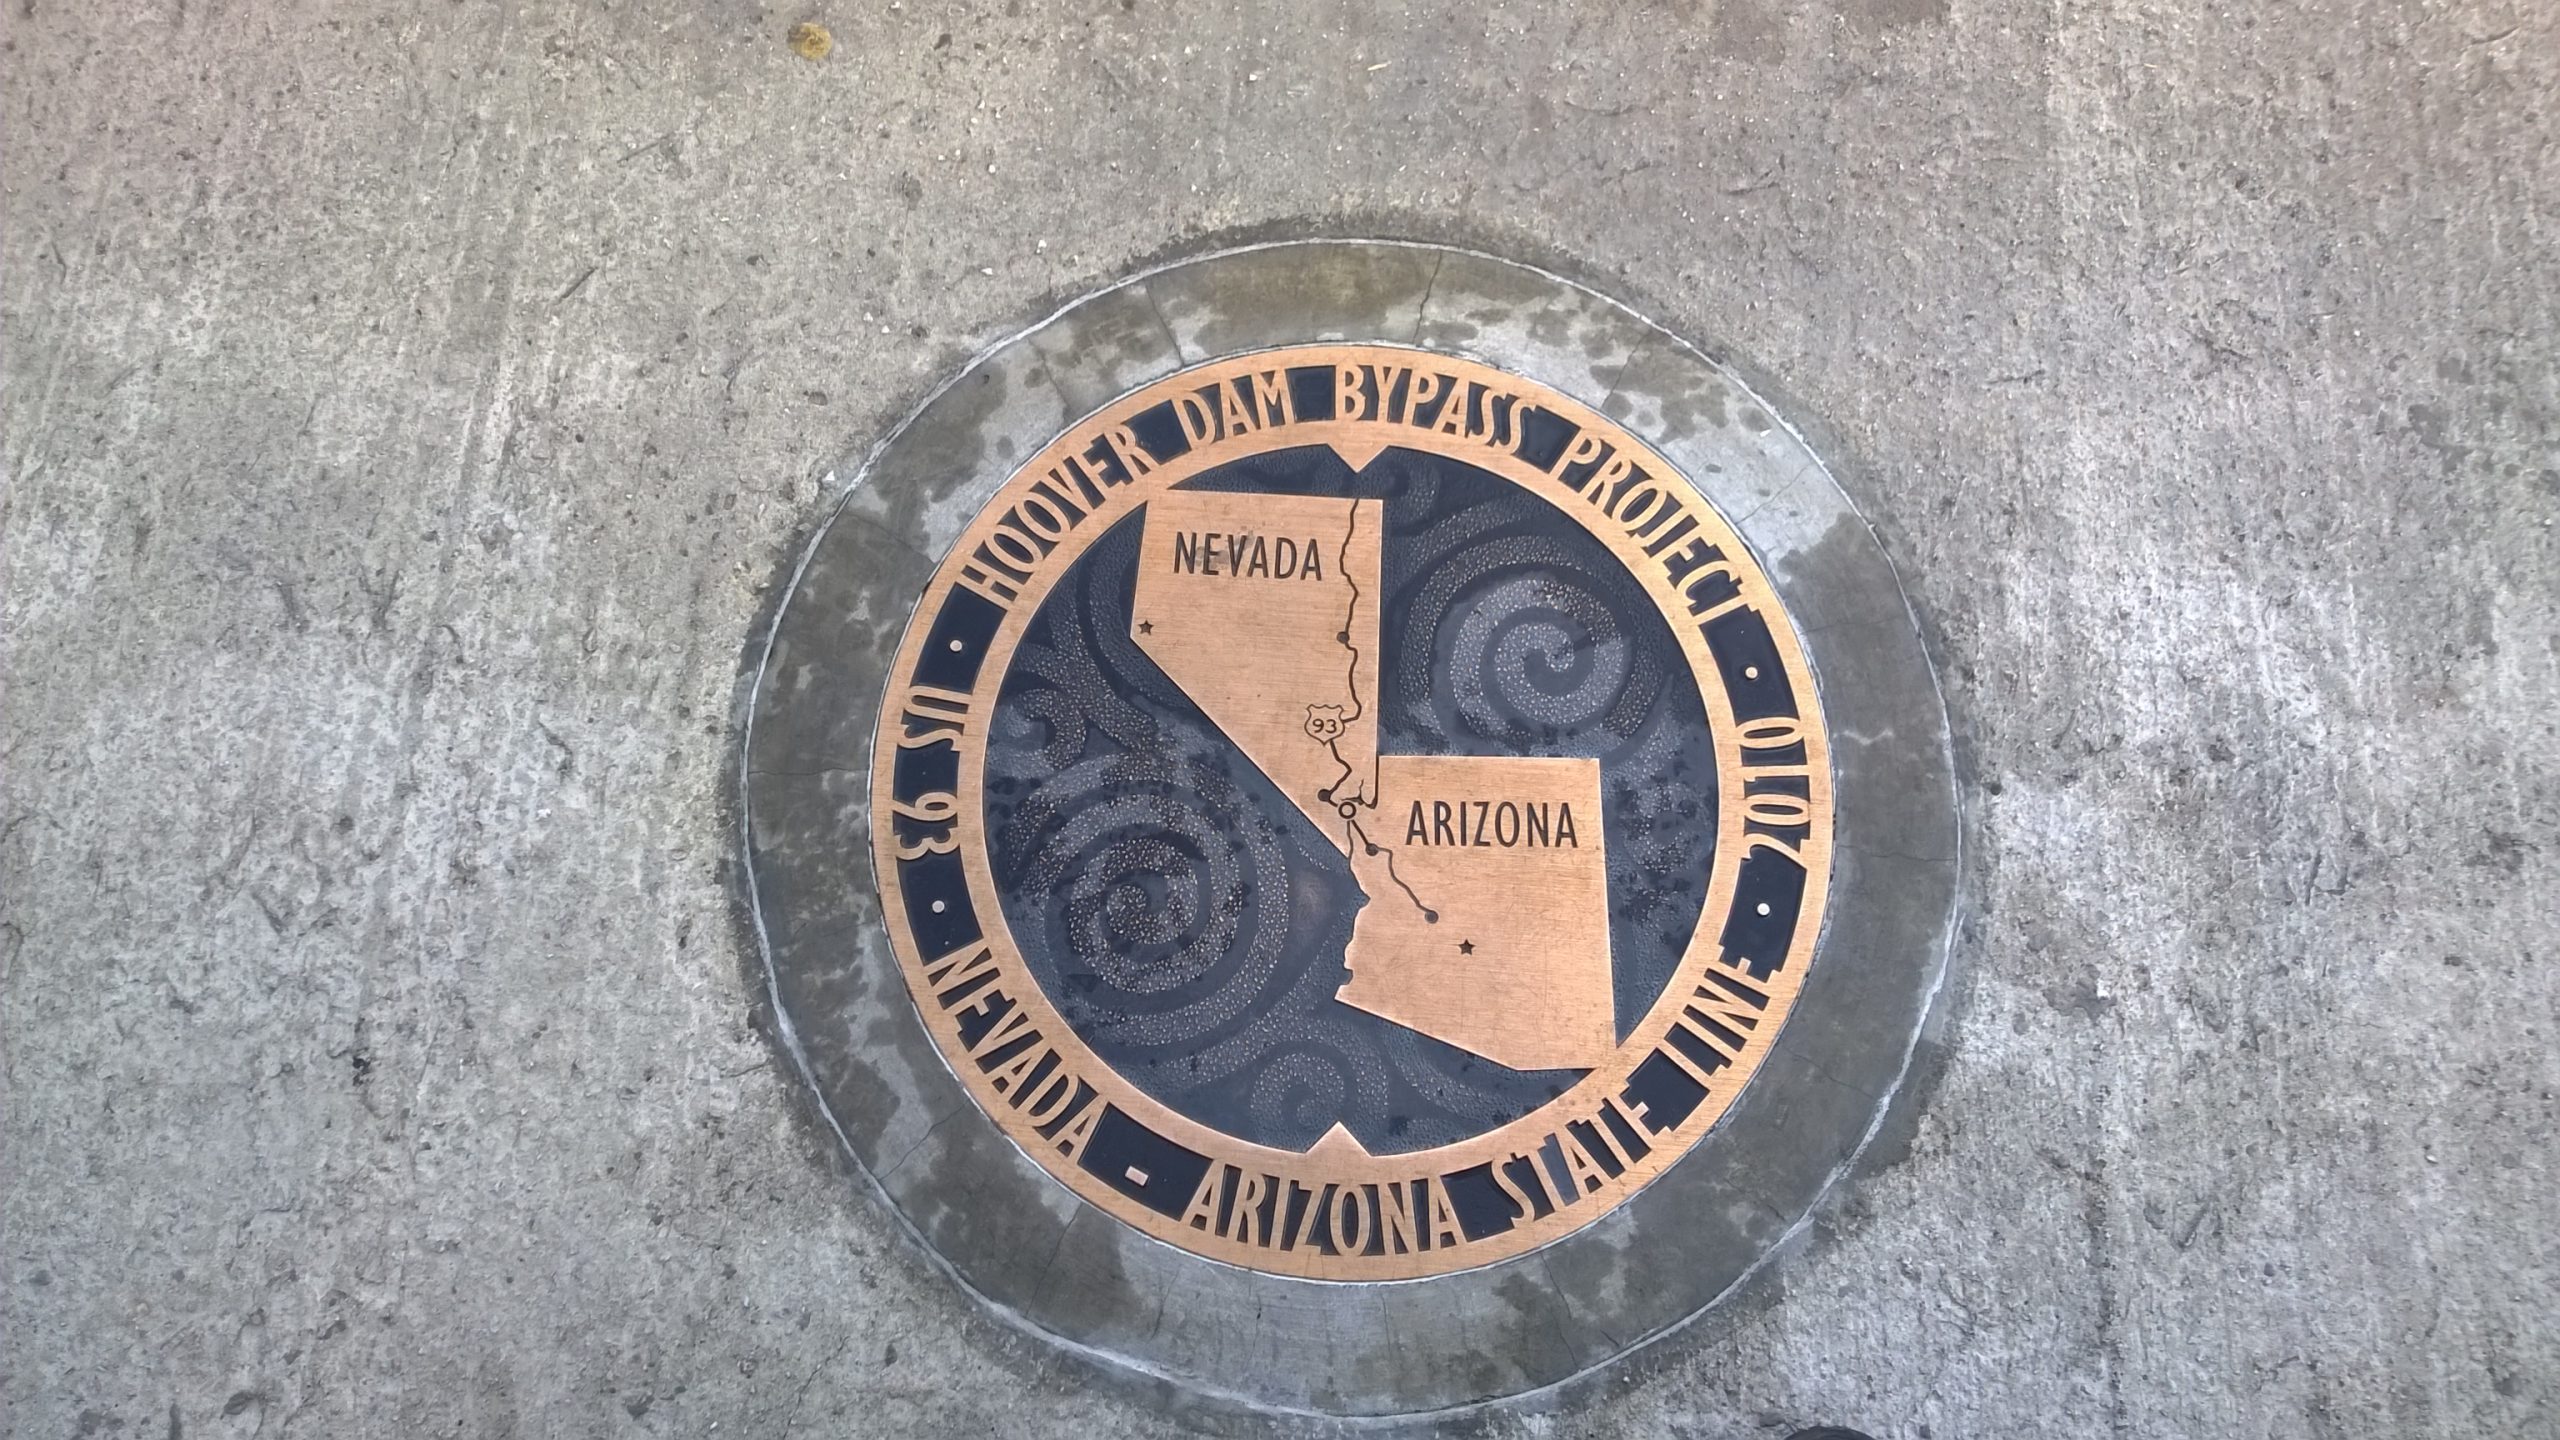 HOOVER DAM BYPASS PROJECT
2010
NEVADA - ARIZONA STATE LINE
US 93
NEVADA
93
ARIZONA